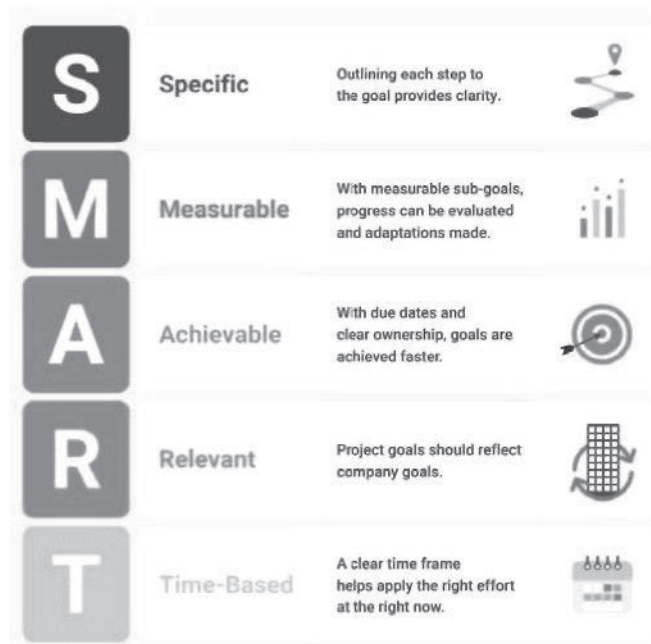 S
Specific
Outlining each step to
the goal provides clarity.
M
Measurable
With measurable sub-goals,
progress can be evaluated
and adaptations made.
A
Achievable
With due dates and
clear ownership, goals are
achieved faster.
R
Relevant
Project goals should reflect
company goals.
T
Time-Based
A clear time frame
helps apply the right effort
at the right now.